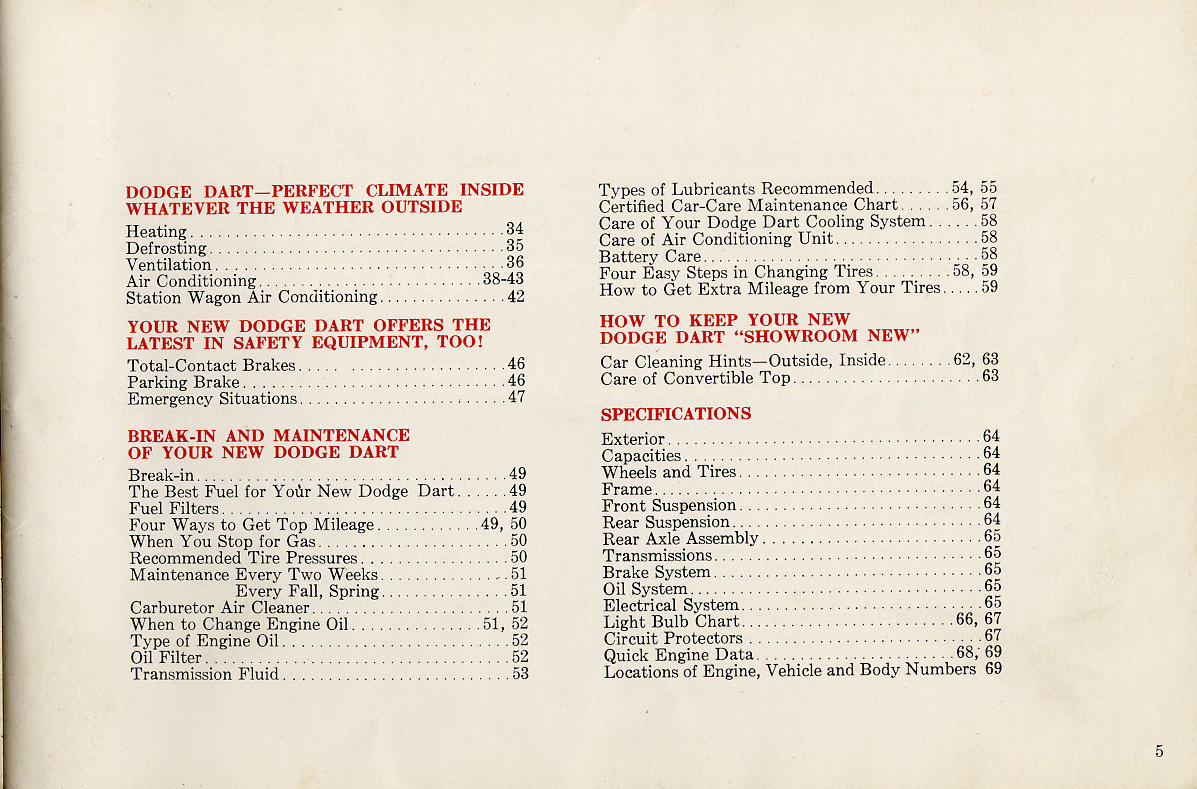 DODGE DART—PERFECT CLIMATE INSIDE
WHATEVER THE WEATHER OUTSIDE
Heating . . . . . . . . . . . . . . . . . . . . 34
Defrosting . . . . . . . . . . . . . . . . . . . . 35
Ventilation . . . . . . . . . . . . . . . . . . . . 36
Air Conditioning . . . . . . . . . . . . . . . . . . . . 38-43
Station Wagon Air Conditioning . . . . . . . . . . . . . . . 42
YOUR NEW DODGE DART OFFERS THE
LATEST IN SAFETY EQUIPMENT, TOO!
Total-Contact Brakes . . . . . . . . . . . . . . . . . . . . 46
Parking Brake . . . . . . . . . . . . . . . . . . . . 46
Emergency Situations . . . . . . . . . . . . . . . . . . . . 47
BREAK-IN AND MAINTENANCE
OF YOUR NEW DODGE DART
Break-in . . . . . . . . . . . . . . . . . . . . 49
The Best Fuel for Your New Dodge Dart . . . . . . 49
Fuel Filters . . . . . . . . . . . . . . . . . . . . 49
Four Ways to Get Top Mileage . . . . . . . . . . . . 49, 50
When You Stop for Gas . . . . . . . . . . . . . . . . . . . . 50
Recommended Tire Pressures . . . . . . . . . . . . . . . . . 50
Maintenance Every Two Weeks . . . . . . . . . . . . . . . 51
Every Fall, Spring . . . . . . . . . . . . . . . 51
Carburetor Air Cleaner . . . . . . . . . . . . . . . . . . . . 51
When to Change Engine Oil . . . . . . . . . . . . . . . 51, 52
Type of Engine Oil . . . . . . . . . . . . . . . . . . . . 52
Oil Filter . . . . . . . . . . . . . . . . . . . . 52
Transmission Fluid . . . . . . . . . . . . . . . . . . . . 53
Types of Lubricants Recommended . . . . . . . . . 54, 55
Certified Car-Care Maintenance Chart . . . . . . 56, 57
Care of Your Dodge Dart Cooling System . . . . . . 58
Care of Air Conditioning Unit . . . . . . . . . . . . . . . . . 58
Battery Care . . . . . . . . . . . . . . . . . . . . 58
Four Easy Steps in Changing Tires . . . . . . . . . 58, 59
How to Get Extra Mileage from Your Tires . . . . . 59
HOW TO KEEP YOUR NEW
DODGE DART “SHOWROOM NEW”
Car Cleaning Hints—Outside, Inside . . . . . . . . 62, 63
Care of Convertible Top . . . . . . . . . . . . . . . . . . . . 63
SPECIFICATIONS
Exterior . . . . . . . . . . . . . . . . . . . . 64
Capacities . . . . . . . . . . . . . . . . . . . . 64
Wheels and Tires . . . . . . . . . . . . . . . . . . . . 64
Frame . . . . . . . . . . . . . . . . . . . . 64
Front Suspension . . . . . . . . . . . . . . . . . . . . 64
Rear Suspension . . . . . . . . . . . . . . . . . . . . 64
Rear Axle Assembly . . . . . . . . . . . . . . . . . . . . 65
Transmissions . . . . . . . . . . . . . . . . . . . . 65
Brake System . . . . . . . . . . . . . . . . . . . . 65
Oil System . . . . . . . . . . . . . . . . . . . . 65
Electrical System . . . . . . . . . . . . . . . . . . . . 65
Light Bulb Chart . . . . . . . . . . . . . . . . . . . . 66, 67
Circuit Protectors . . . . . . . . . . . . . . . . . . . . 67
Quick Engine Data . . . . . . . . . . . . . . . . . . . . 68, 69
Locations of Engine, Vehicle and Body Numbers 69
5